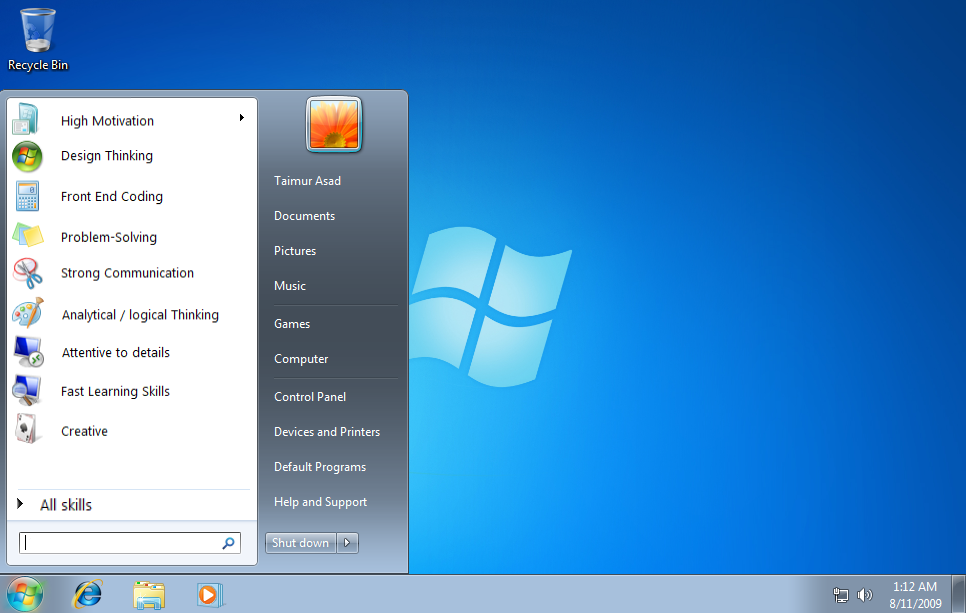 Recycle Bin
High Motivation
Design Thinking
Front End Coding
Problem-Solving
Strong Communication
Analytical / logical Thinking
Attentive to details
Fast Learning Skills
Creative
All skills
Taimur Asad
Documents
Pictures
Music
Games
Computer
Control Panel
Devices and Printers
Default Programs
Help and Support
Shut down
1:12 AM
8/11/2009